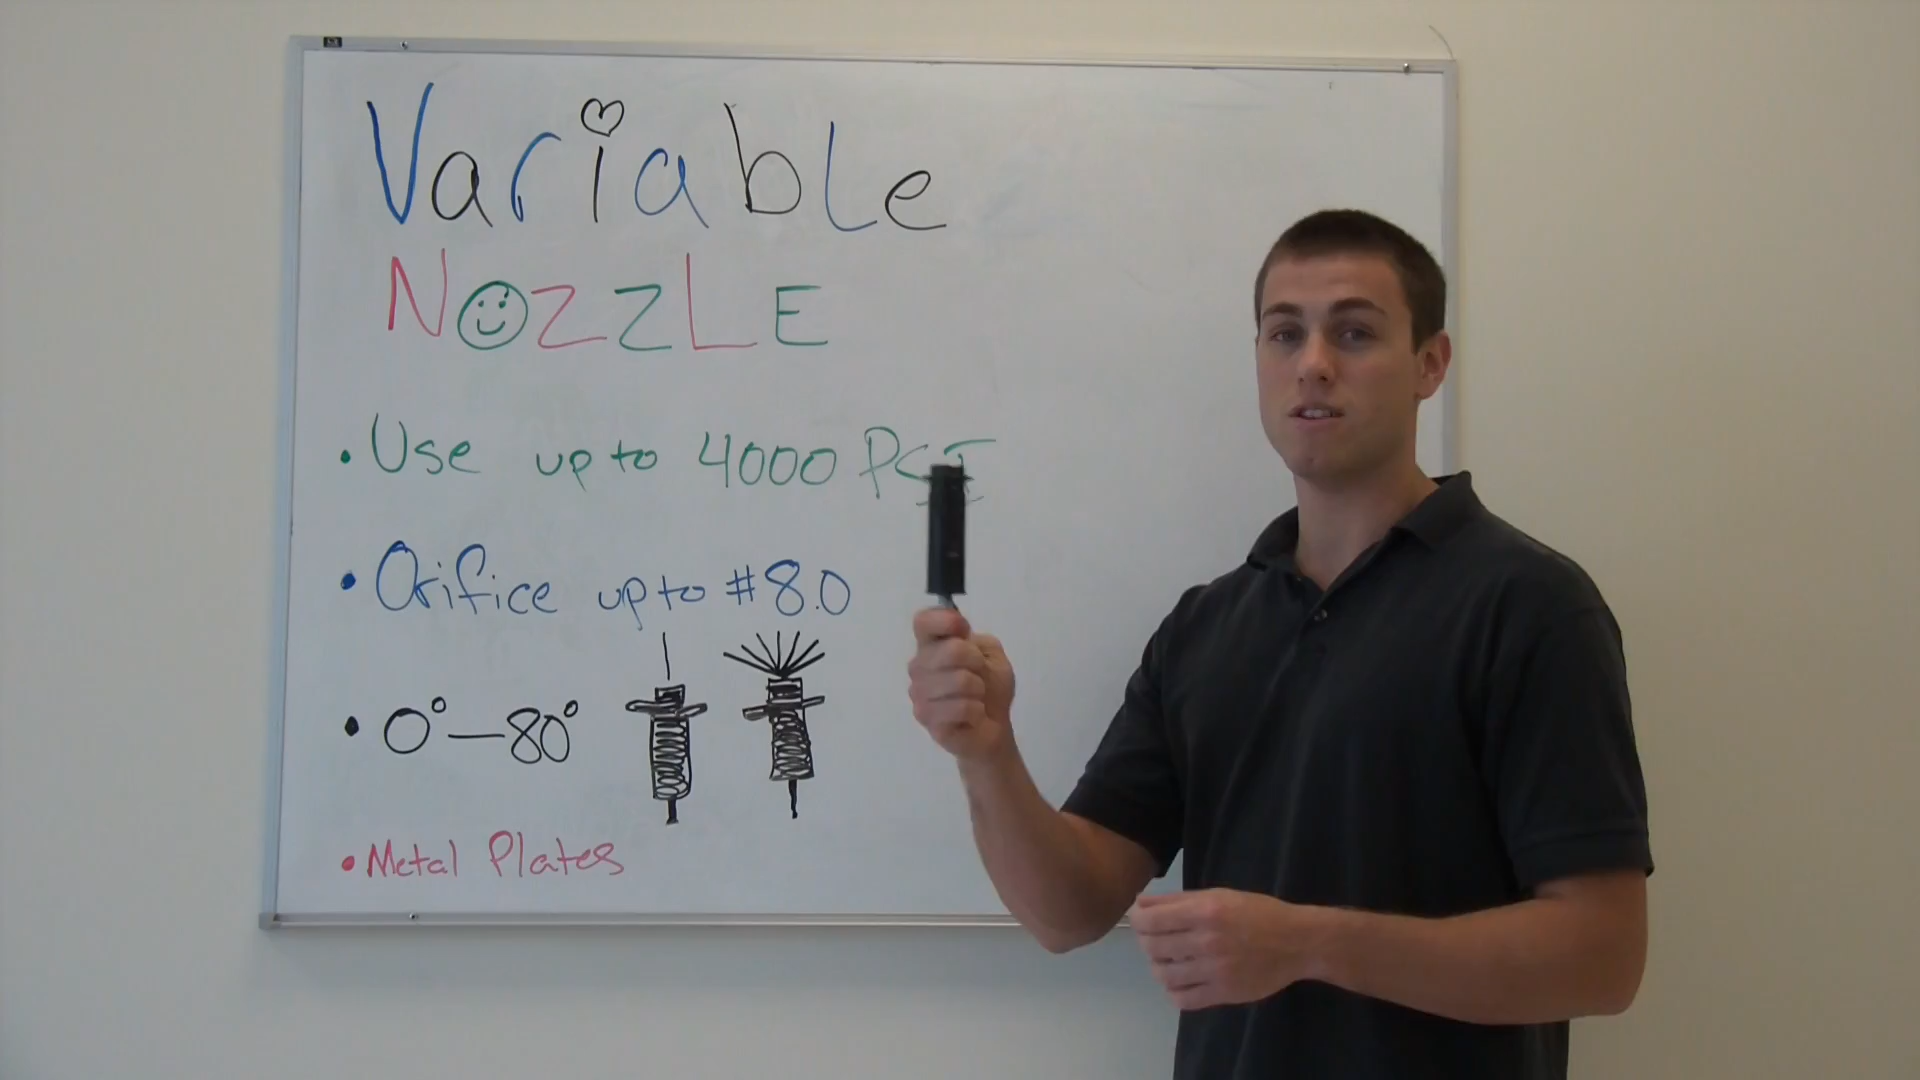 Variable
NOZZLE
• Use up to 4000
• Orifice up to #8.0
• 0°—80°
• Metal Plates